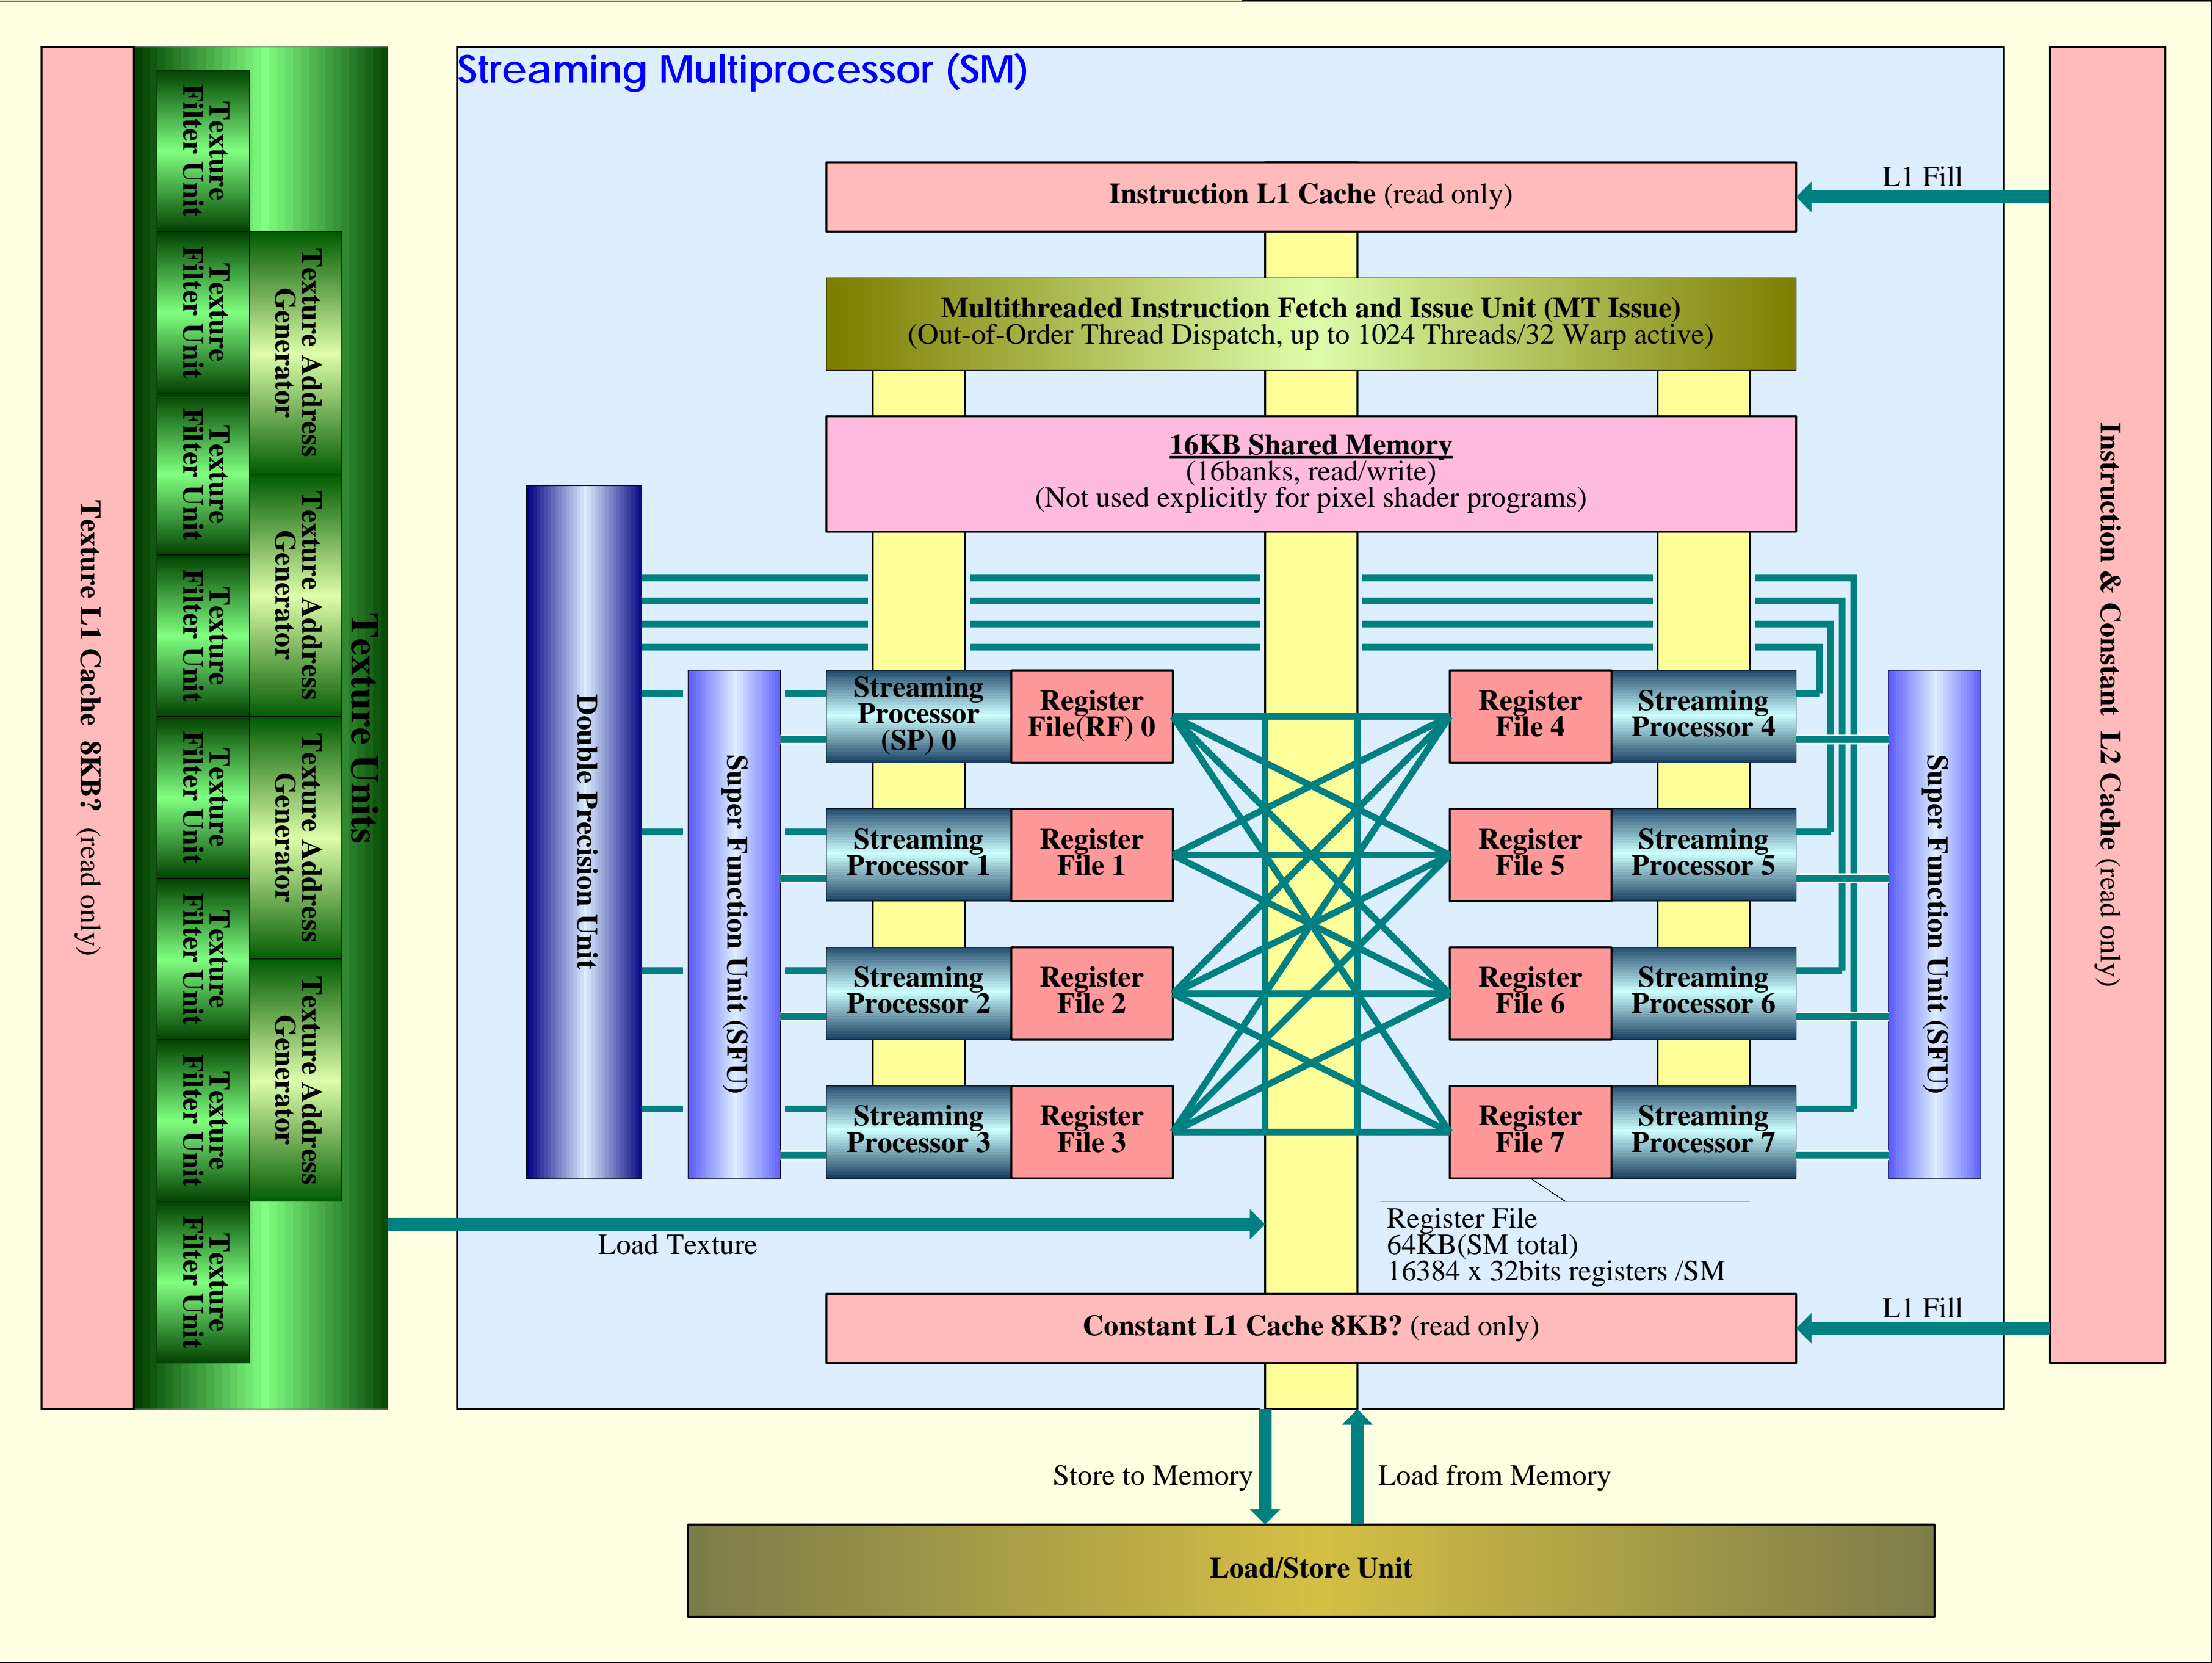 Streaming Multiprocessor (SM)
Texture L1 Cache 8KB? (read only)
Texture
Filter Unit
Texture
Filter Unit
Texture
Filter Unit
Texture
Filter Unit
Texture
Filter Unit
Texture
Filter Unit
Texture
Filter Unit
Texture
Filter Unit
Texture Address
Generator
Texture Address
Generator
Texture Address
Generator
Texture Address
Generator
Texture Units
Instruction L1 Cache (read only)
L1 Fill
Multithreaded Instruction Fetch and Issue Unit (MT Issue)
(Out-of-Order Thread Dispatch, up to 1024 Threads/32 Warp active)
16KB Shared Memory
(16banks, read/write)
(Not used explicitly for pixel shader programs)
Double Precision Unit
Super Function Unit (SFU)
Streaming
Processor
(SP) 0
Register
File(RF) 0
Register
File 4
Streaming
Processor 4
Streaming
Processor 1
Register
File 1
Register
File 5
Streaming
Processor 5
Streaming
Processor 2
Register
File 2
Register
File 6
Streaming
Processor 6
Streaming
Processor 3
Register
File 3
Register
File 7
Streaming
Processor 7
Super Function Unit (SFU)
Instruction & Constant L2 Cache (read only)
Load Texture
Register File
64KB(SM total)
16384 x 32bits registers /SM
Constant L1 Cache 8KB? (read only)
L1 Fill
Store to Memory
Load from Memory
Load/Store Unit